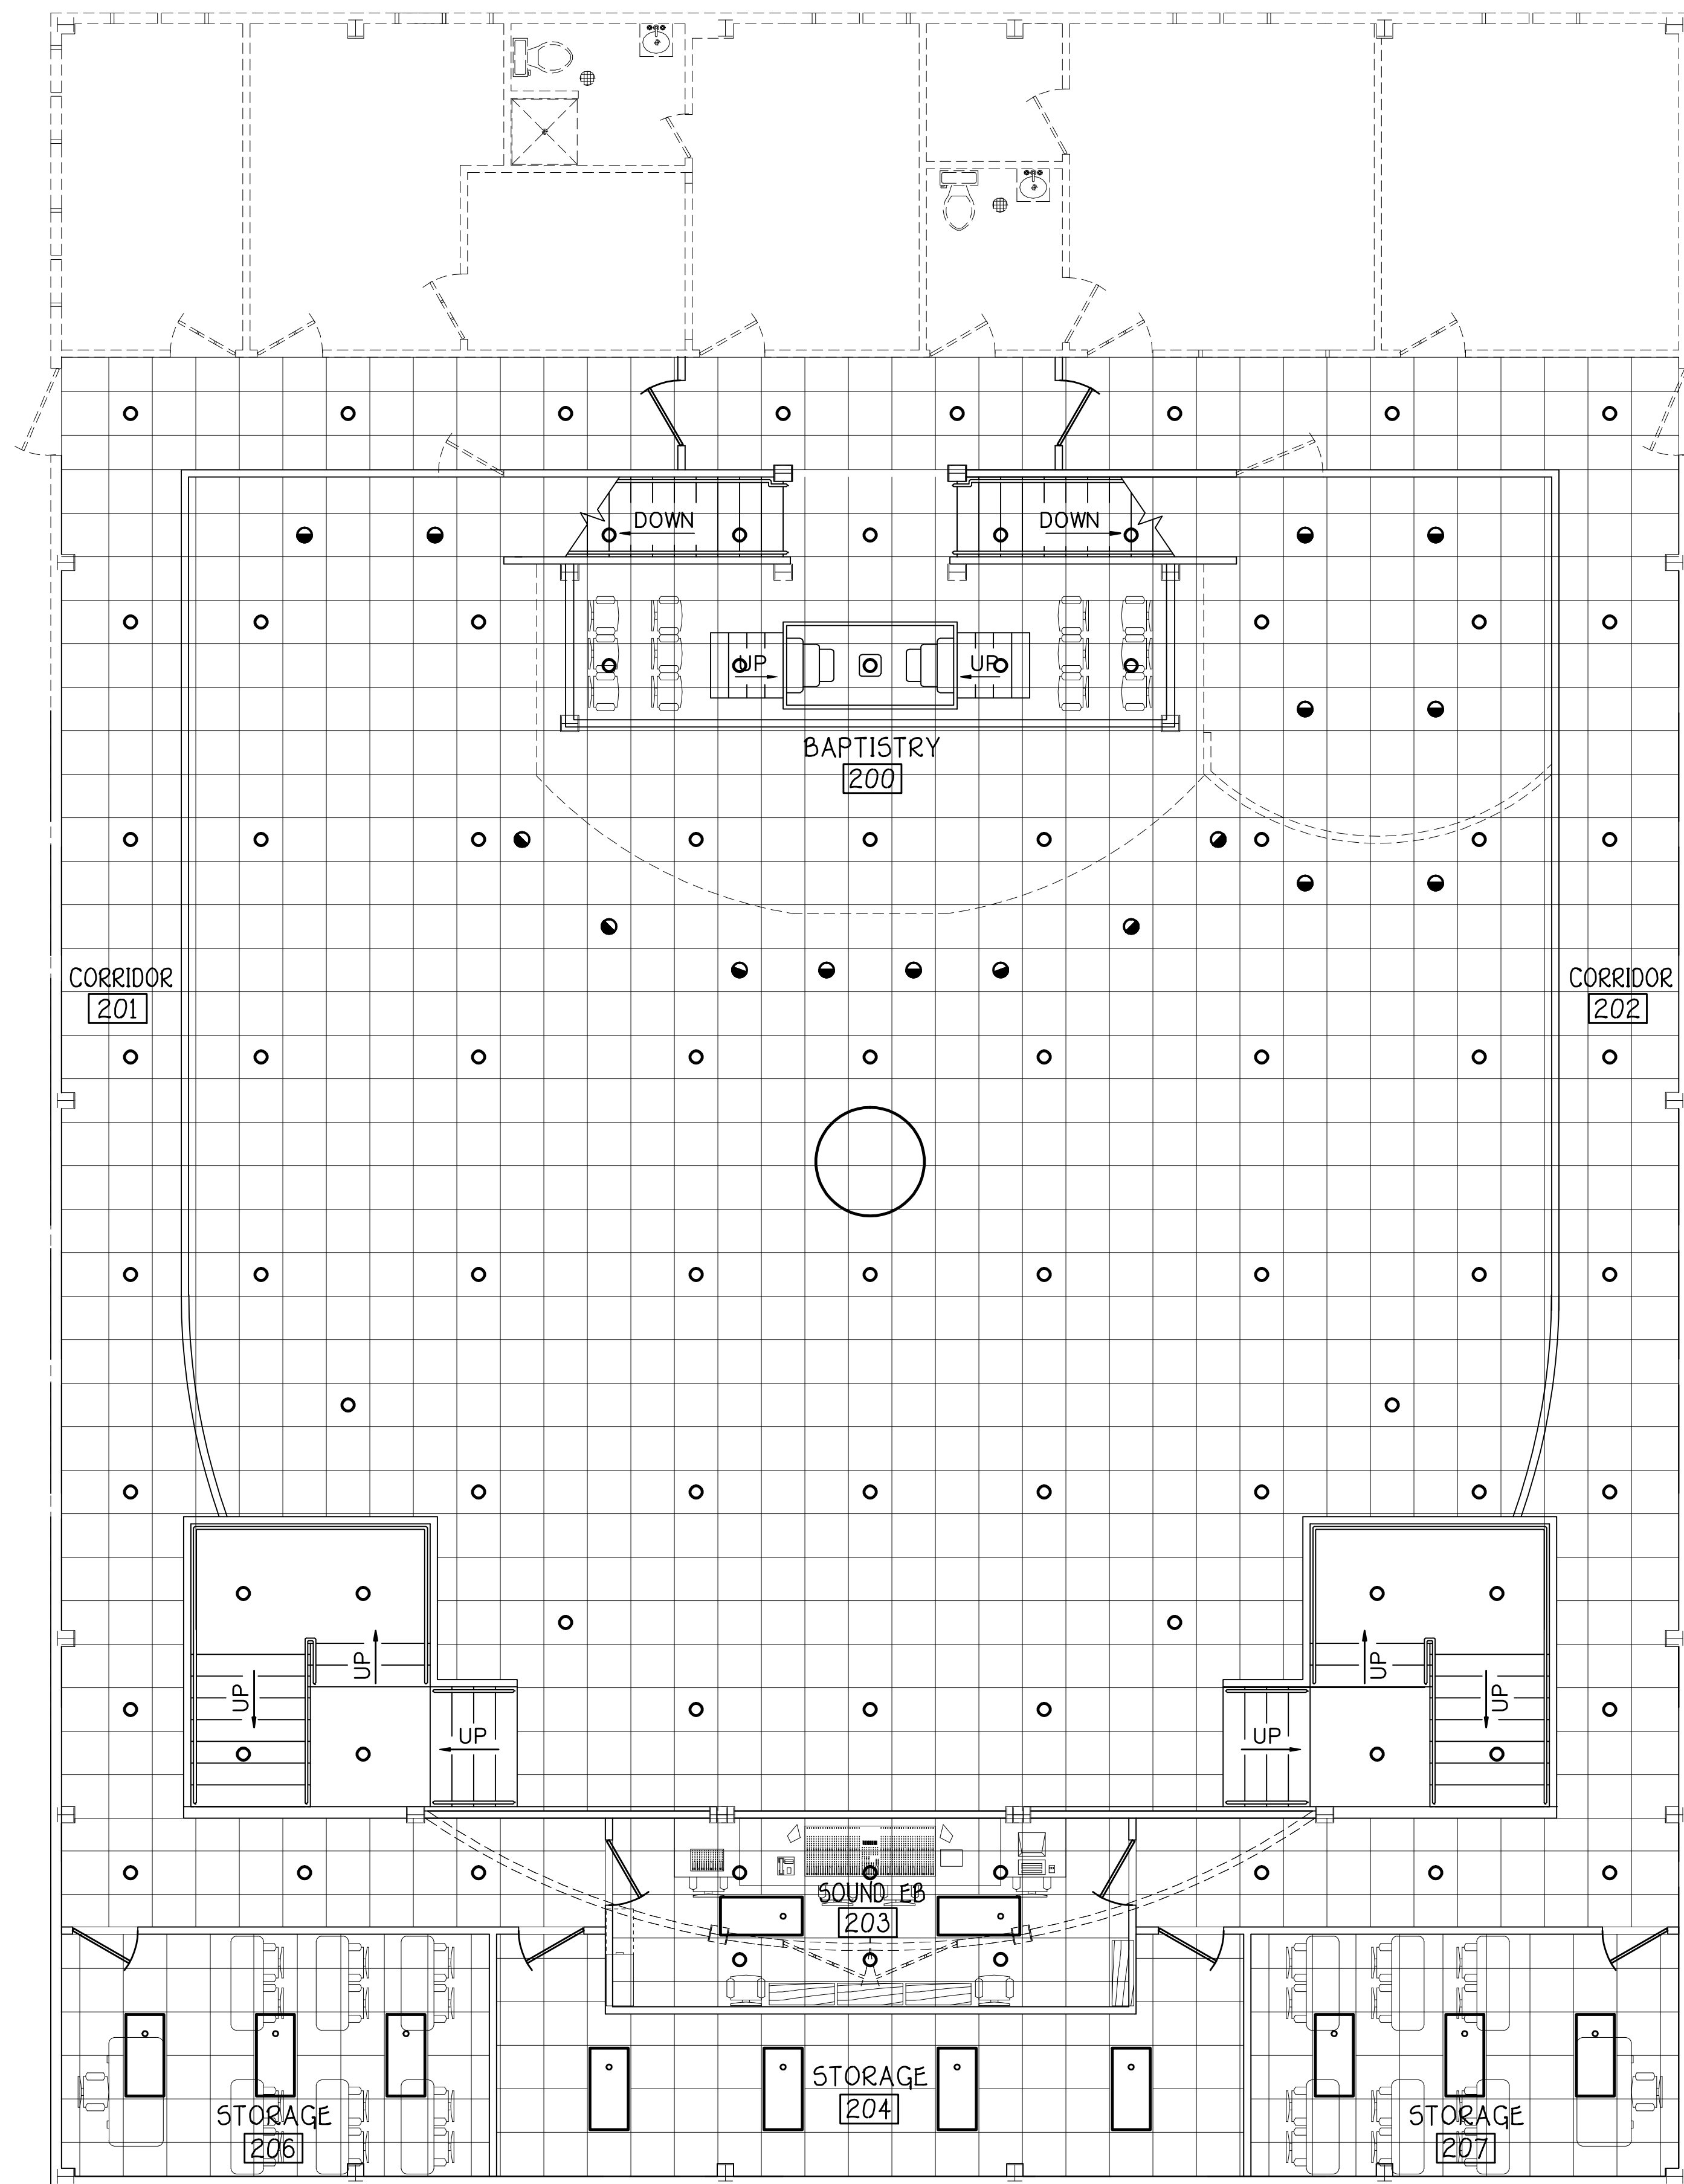 DOWN
DOWN
UP
UP
BAPTISTRY
200
CORRIDOR
201
CORRIDOR
202
UP
UP
UP
UP
UP
UP
SOUND EB
203
STORAGE
204
STORAGE
206
STORAGE
207